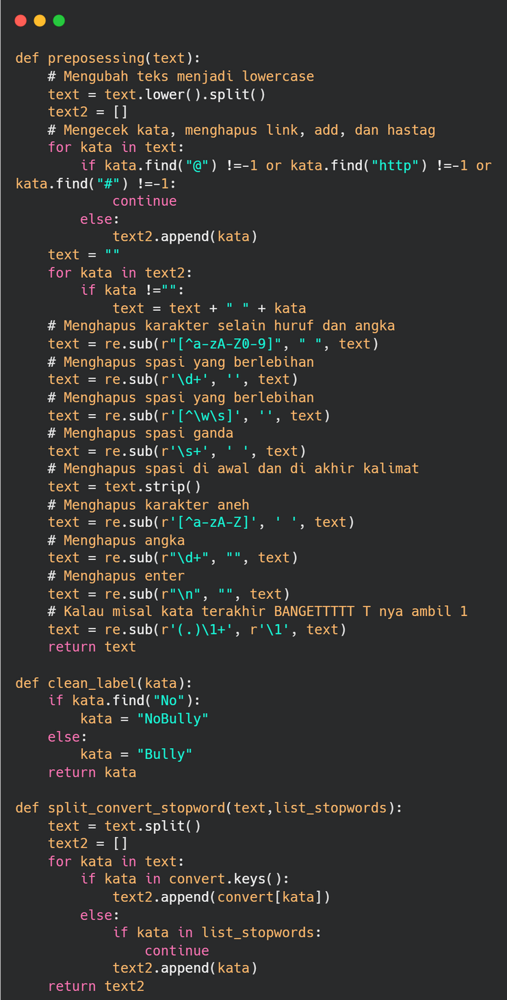 def preposessing(text):
    # Mengubah teks menjadi lowercase
    text = text.lower().split()
    text2 = []
    # Mengecek kata, menghapus link, add, dan hastag
    for kata in text:
        if kata.find("@") !=-1 or kata.find("http") !=-1 or
kata.find("#") !=-1:
            continue
        else:
            text2.append(kata)
    text = ""
    for kata in text2:
        if kata !="":
            text = text + " " + kata
    # Menghapus karakter selain huruf dan angka
    text = re.sub(r"[^a-zA-Z0-9]", " ", text)
    # Menghapus spasi yang berlebihan
    text = re.sub(r'\d+', '', text)
    # Menghapus spasi yang berlebihan
    text = re.sub(r'[^\w\s]', '', text)
    # Menghapus spasi ganda
    text = re.sub(r'\s+', ' ', text)
    # Menghapus spasi di awal dan di akhir kalimat
    text = text.strip()
    # Menghapus karakter aneh
    text = re.sub(r'[^a-zA-Z]', ' ', text)
    # Menghapus angka
    text = re.sub(r"\d+", "", text)
    # Menghapus enter
    text = re.sub(r"\n", "", text)
    # Kalau misal kata terakhir BANGETTTTT T nya ambil 1
    text = re.sub(r'(.)\1+', r'\1', text)
    return text

def clean_label(kata):
    if kata.find("No"):
        kata = "NoBully"
    else:
        kata = "Bully"
    return kata

def split_convert_stopword(text,list_stopwords):
    text = text.split()
    text2 = []
    for kata in text:
        if kata in convert.keys():
            text2.append(convert[kata])
        else:
            if kata in list_stopwords:
                continue
            text2.append(kata)
    return text2